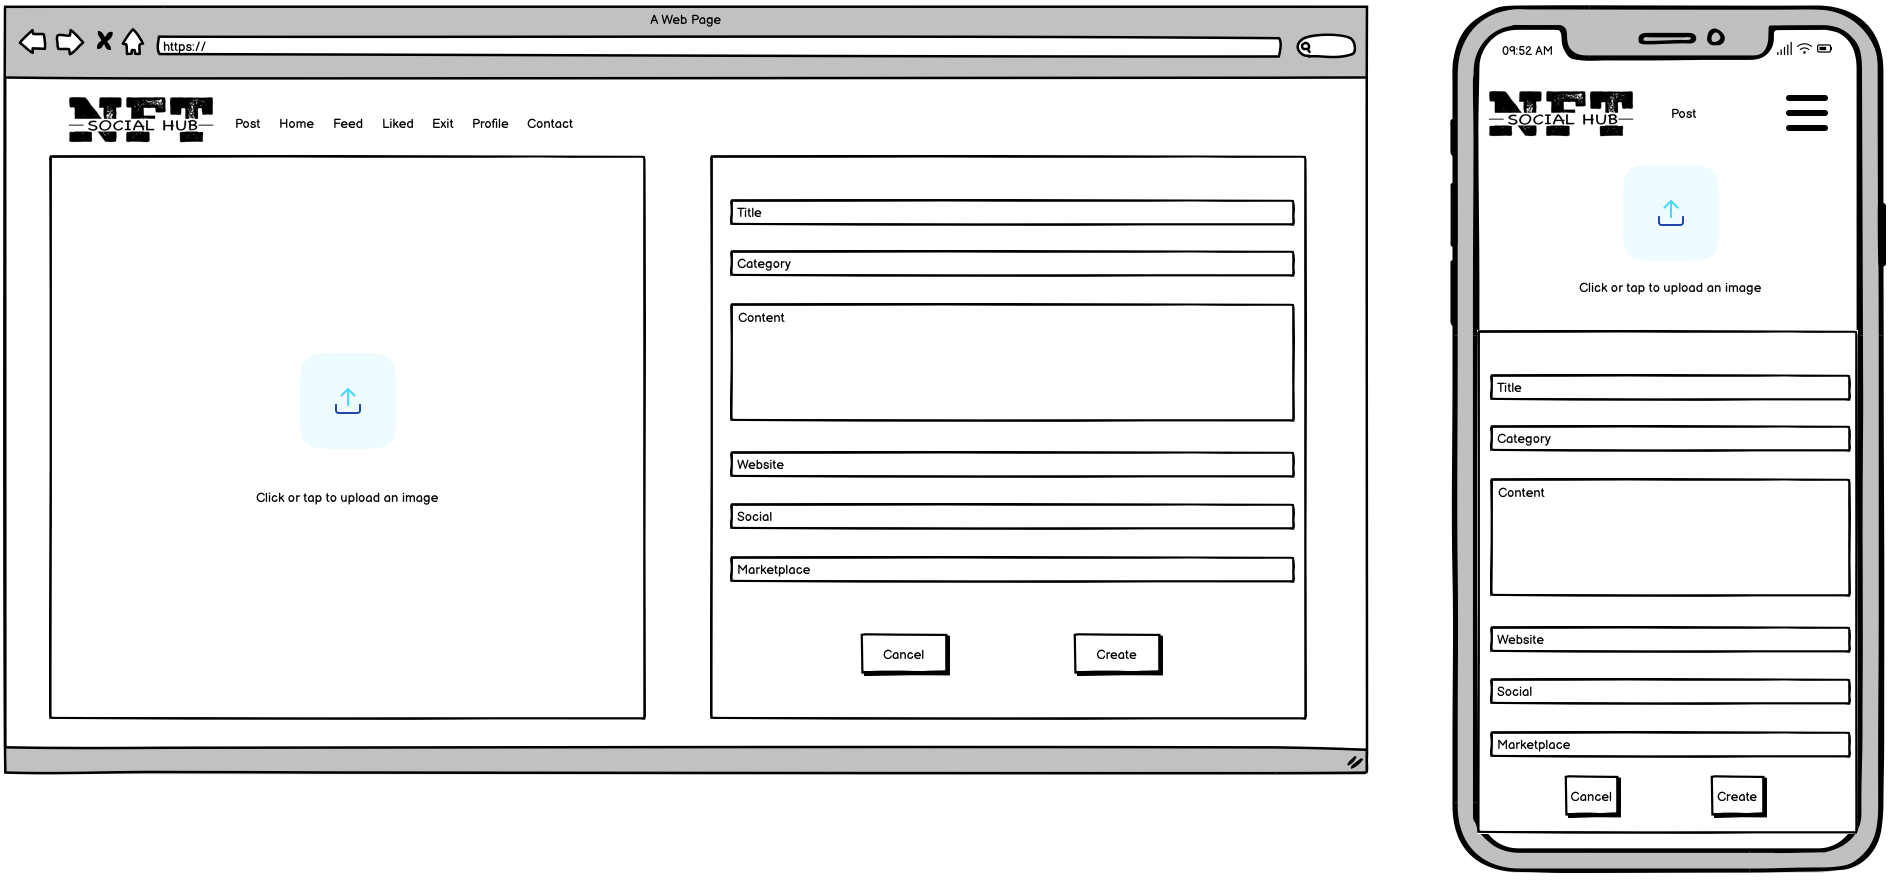 A Web Page
https://
NFT
SOCIAL HUB
Post Home Feed Liked Exit Profile Contact
Click or tap to upload an image
Title
Category
Content
Website
Social
Marketplace
Cancel Create
09:52 AM
NFT
SOCIAL HUB
Post
Click or tap to upload an image
Title
Category
Content
Website
Social
Marketplace
Cancel Create